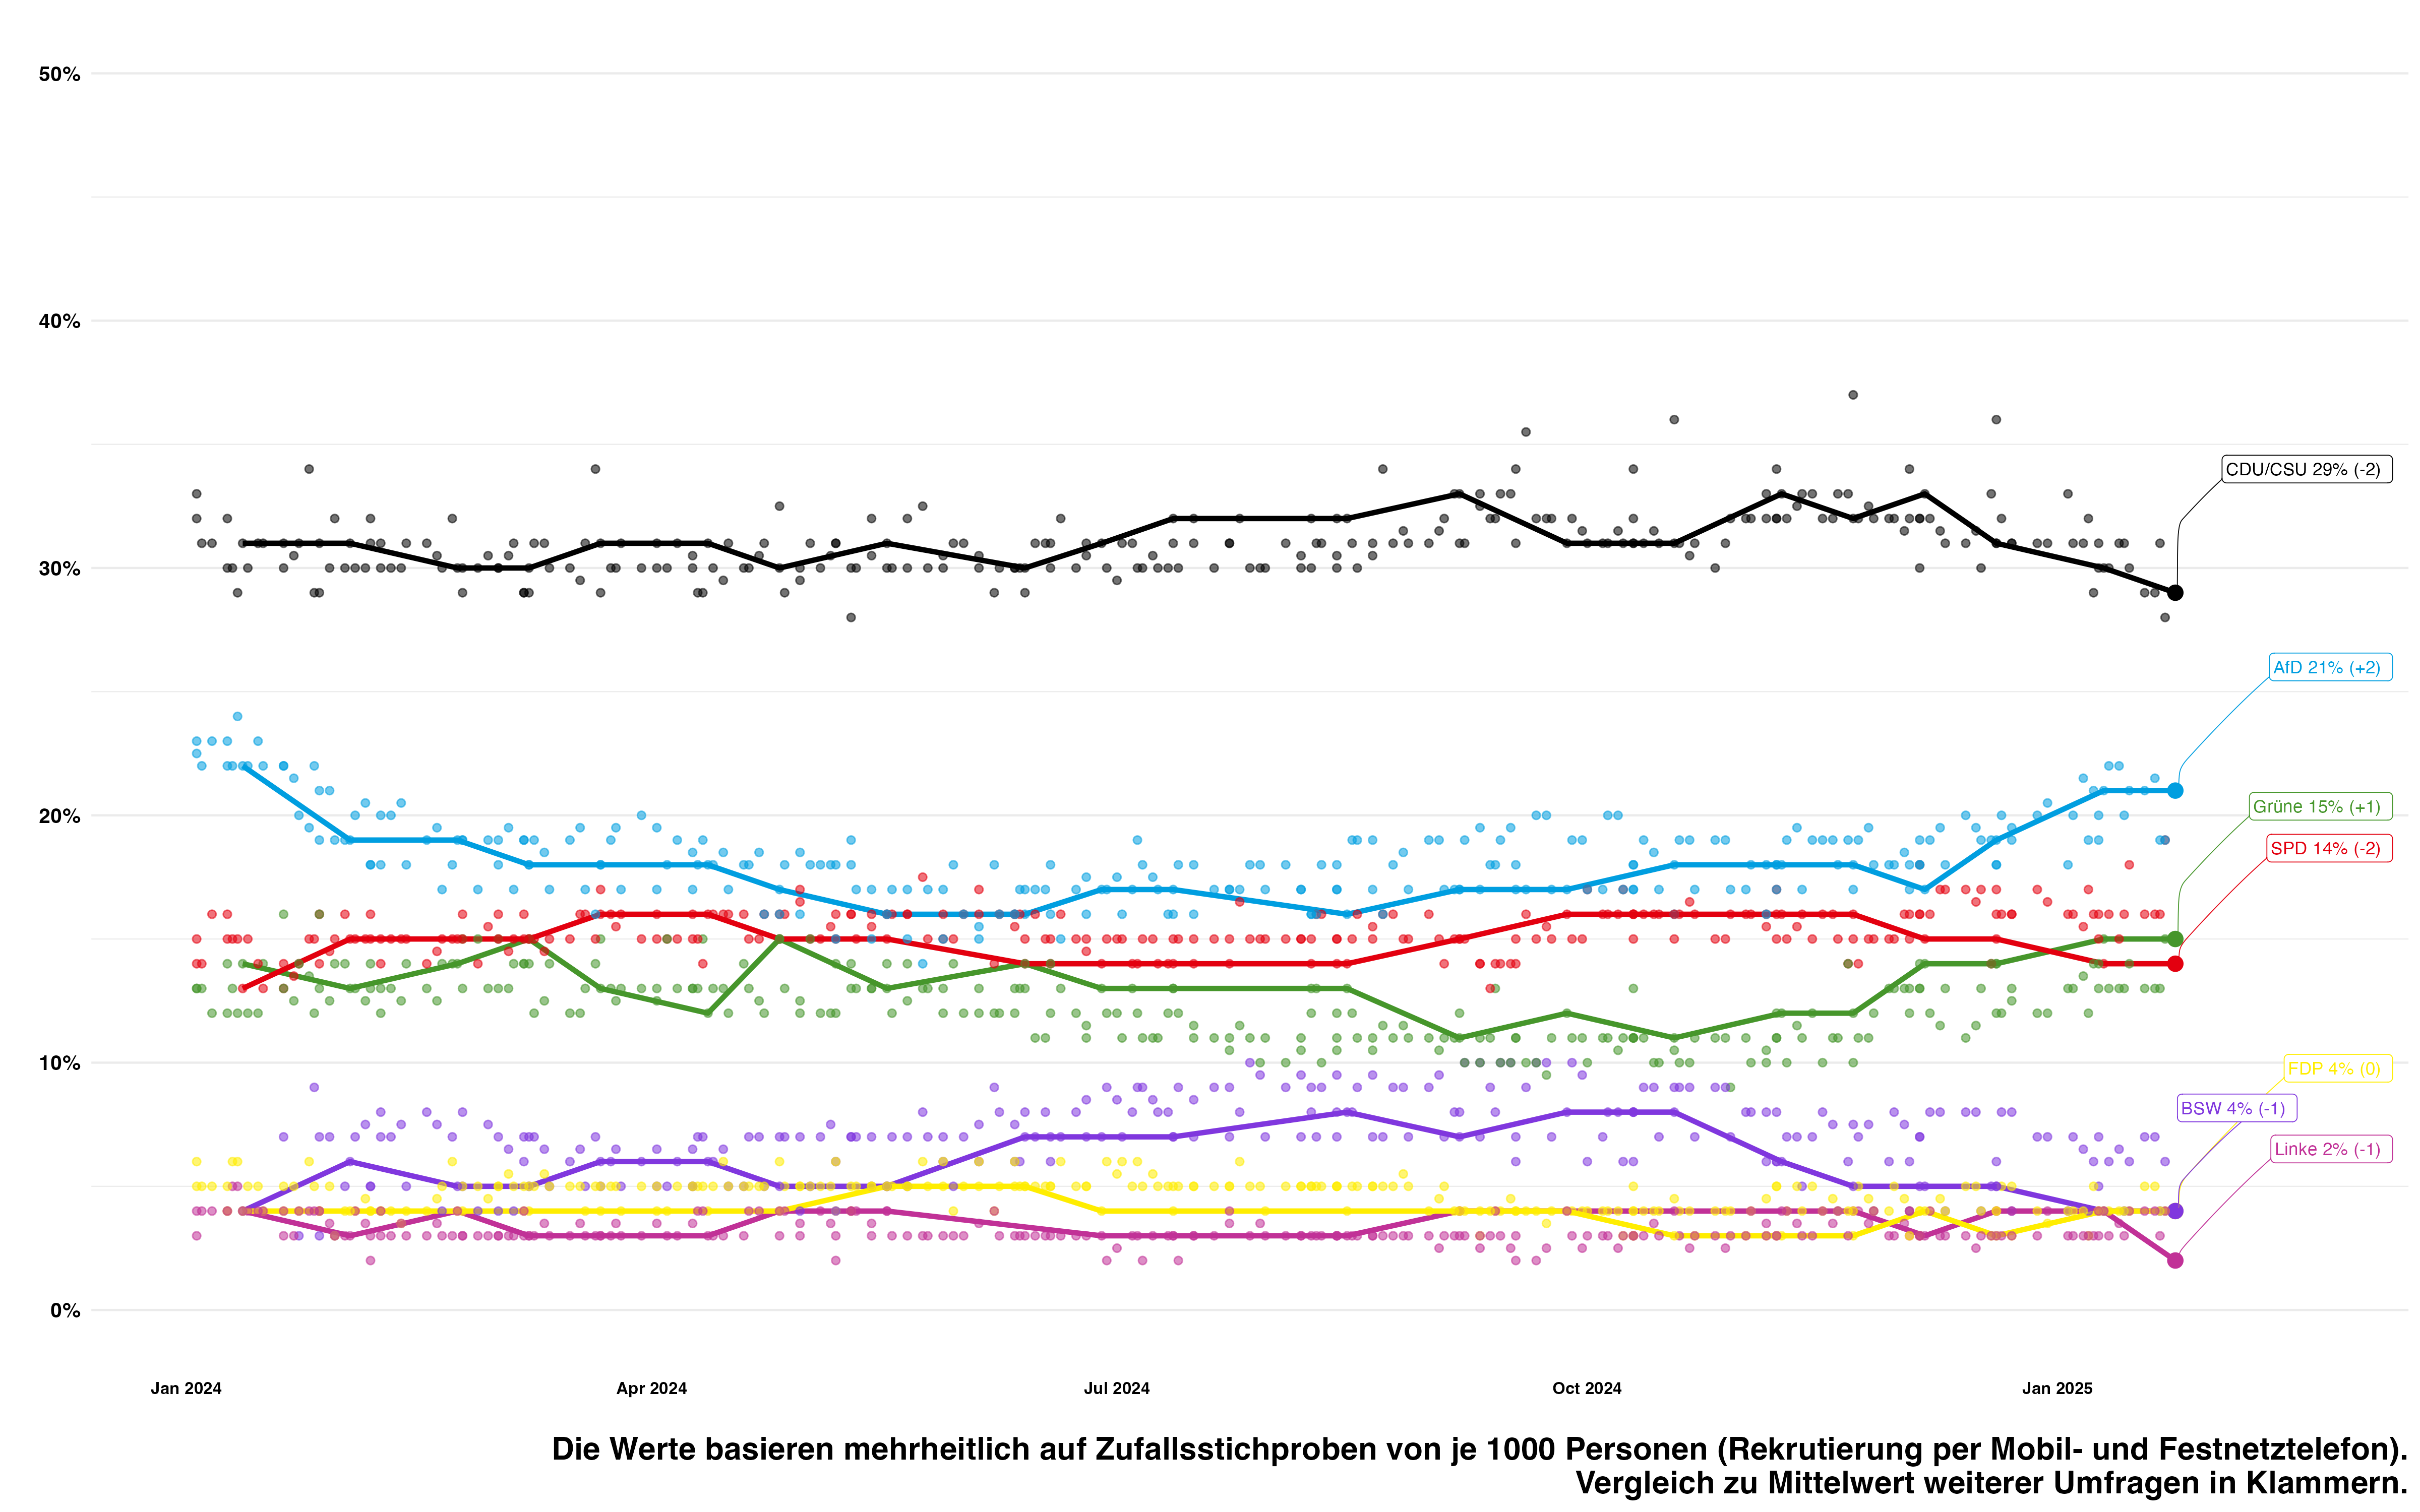 50%
40%
30%
20%
10%
0%
CDU/CSU 29% (-2)
AfD 21% (+2)
Grüne 15% (+1)
SPD 14% (-2)
FDP 4% (0)
BSW 4% (-1)
Linke 2% (-1)
Jan 2024
Apr 2024
Jul 2024
Oct 2024
Jan 2025
Die Werte basieren mehrheitlich auf Zufallsstichproben von je 1000 Personen (Rekrutierung per Mobil- und Festnetztelefon).
Vergleich zu Mittelwert weiterer Umfragen in Klammern.